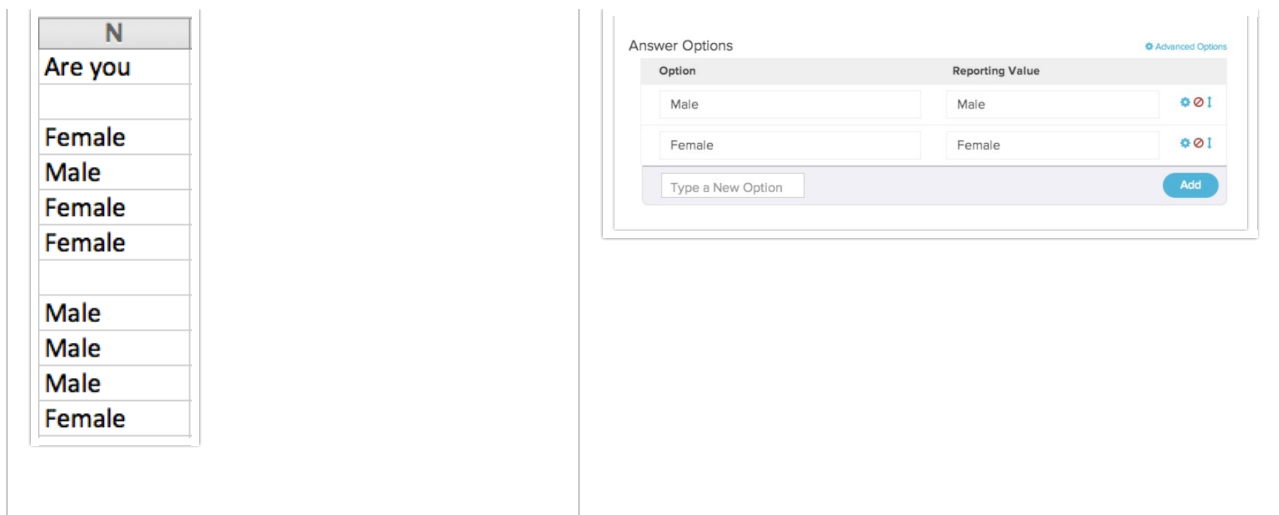 N
Are you
Female
Male
Female
Female
Male
Male
Male
Female
Answer Options
Advanced Options
Option Reporting Value
Male Male
Female Female
Type a New Option Add